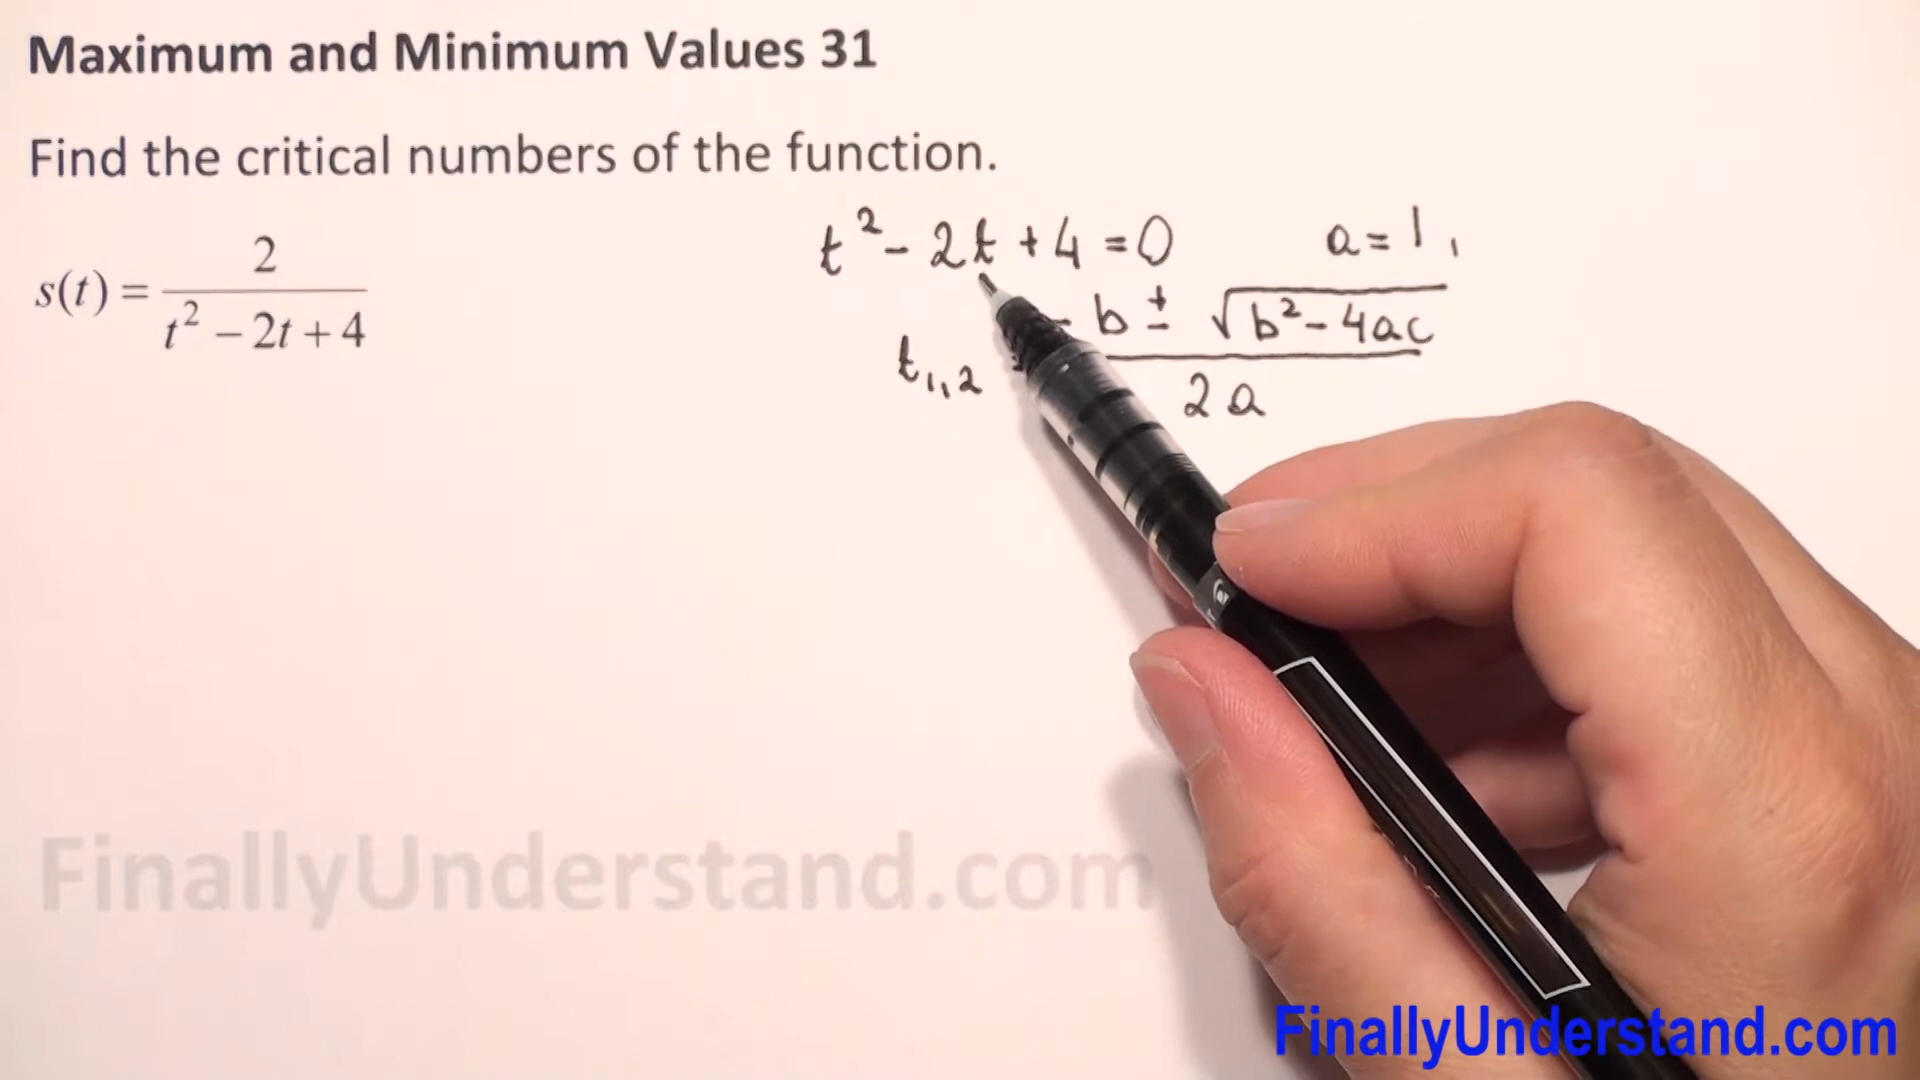 Maximum and Minimum Values 31
Find the critical numbers of the function.
s(t) = 2 / (t² − 2t + 4)
t² - 2t + 4 = 0   a = 1,
t₁,₂ = - b ± √(b² - 4ac) / 2a
FinallyUnderstand.com
FinallyUnderstand.com